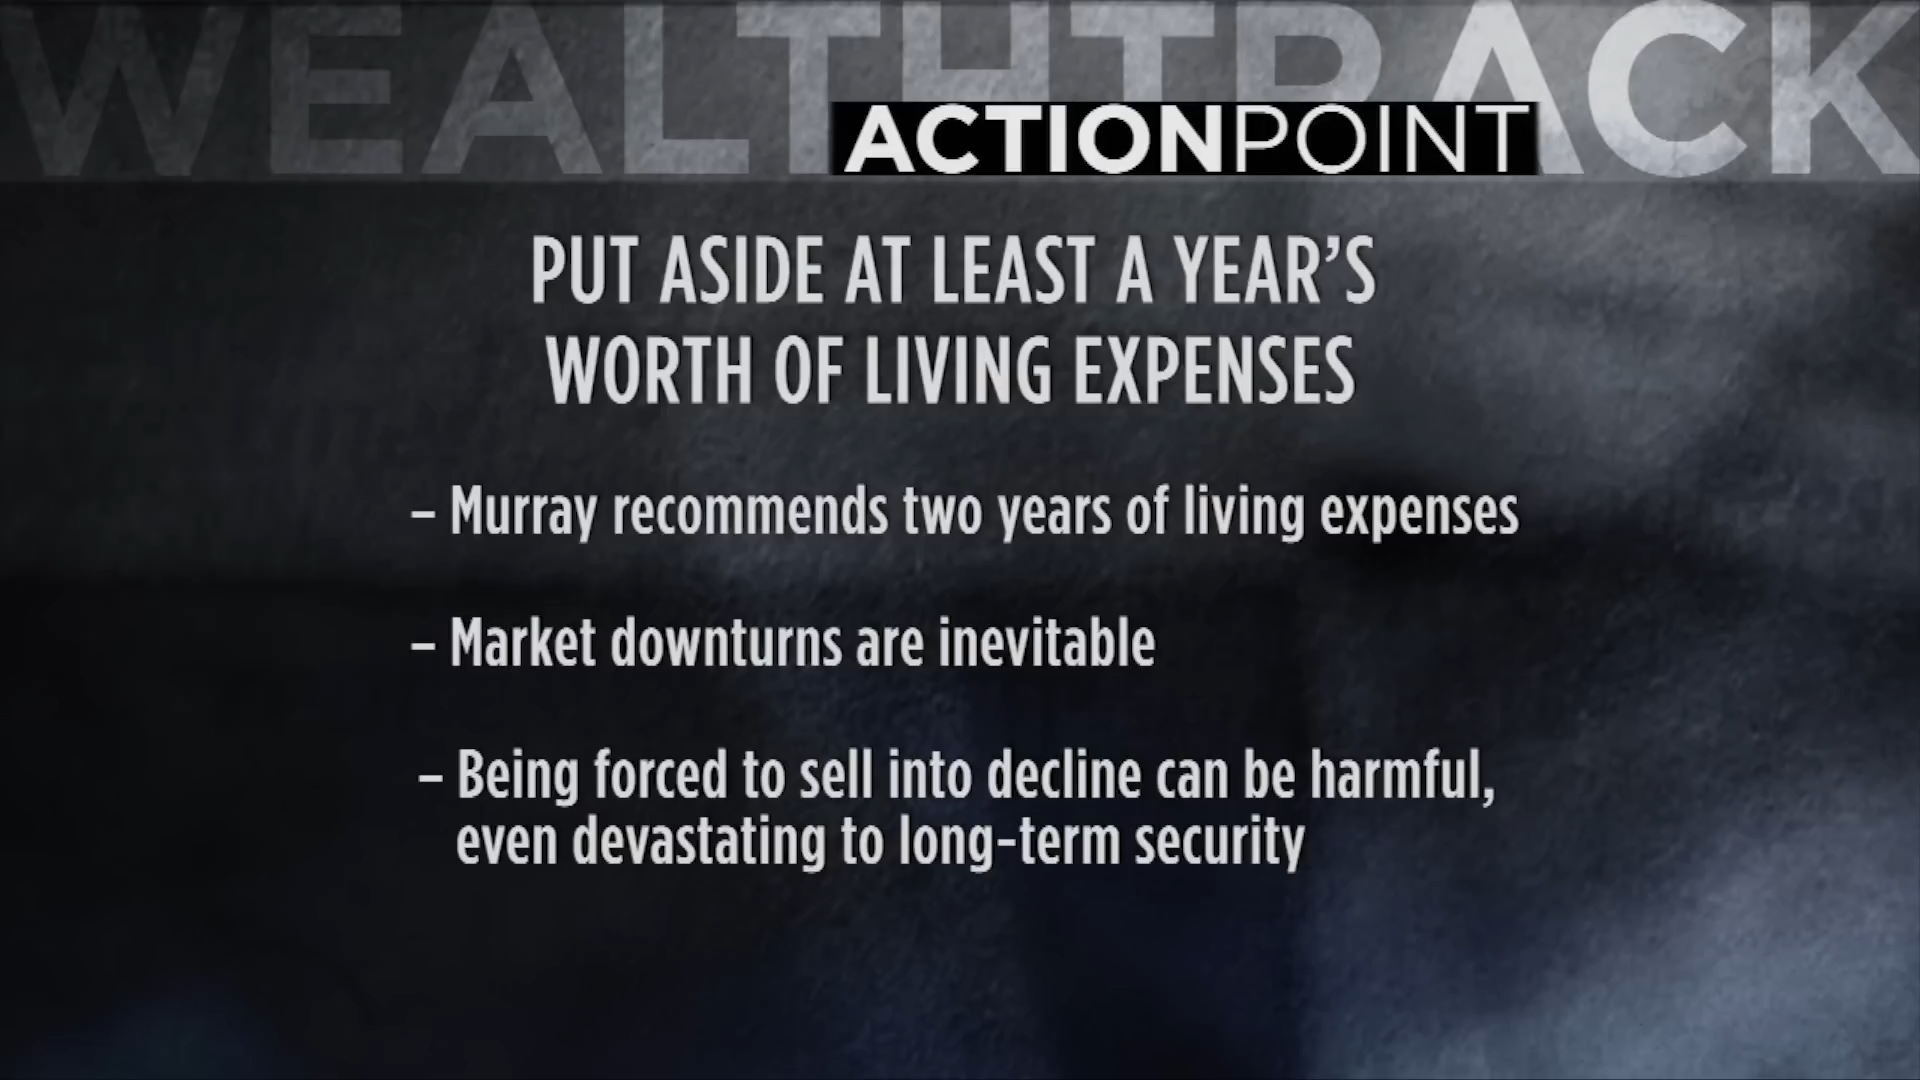 WEALTHTRACK
ACTIONPOINT
PUT ASIDE AT LEAST A YEAR’S
WORTH OF LIVING EXPENSES
– Murray recommends two years of living expenses
– Market downturns are inevitable
– Being forced to sell into decline can be harmful,
even devastating to long-term security